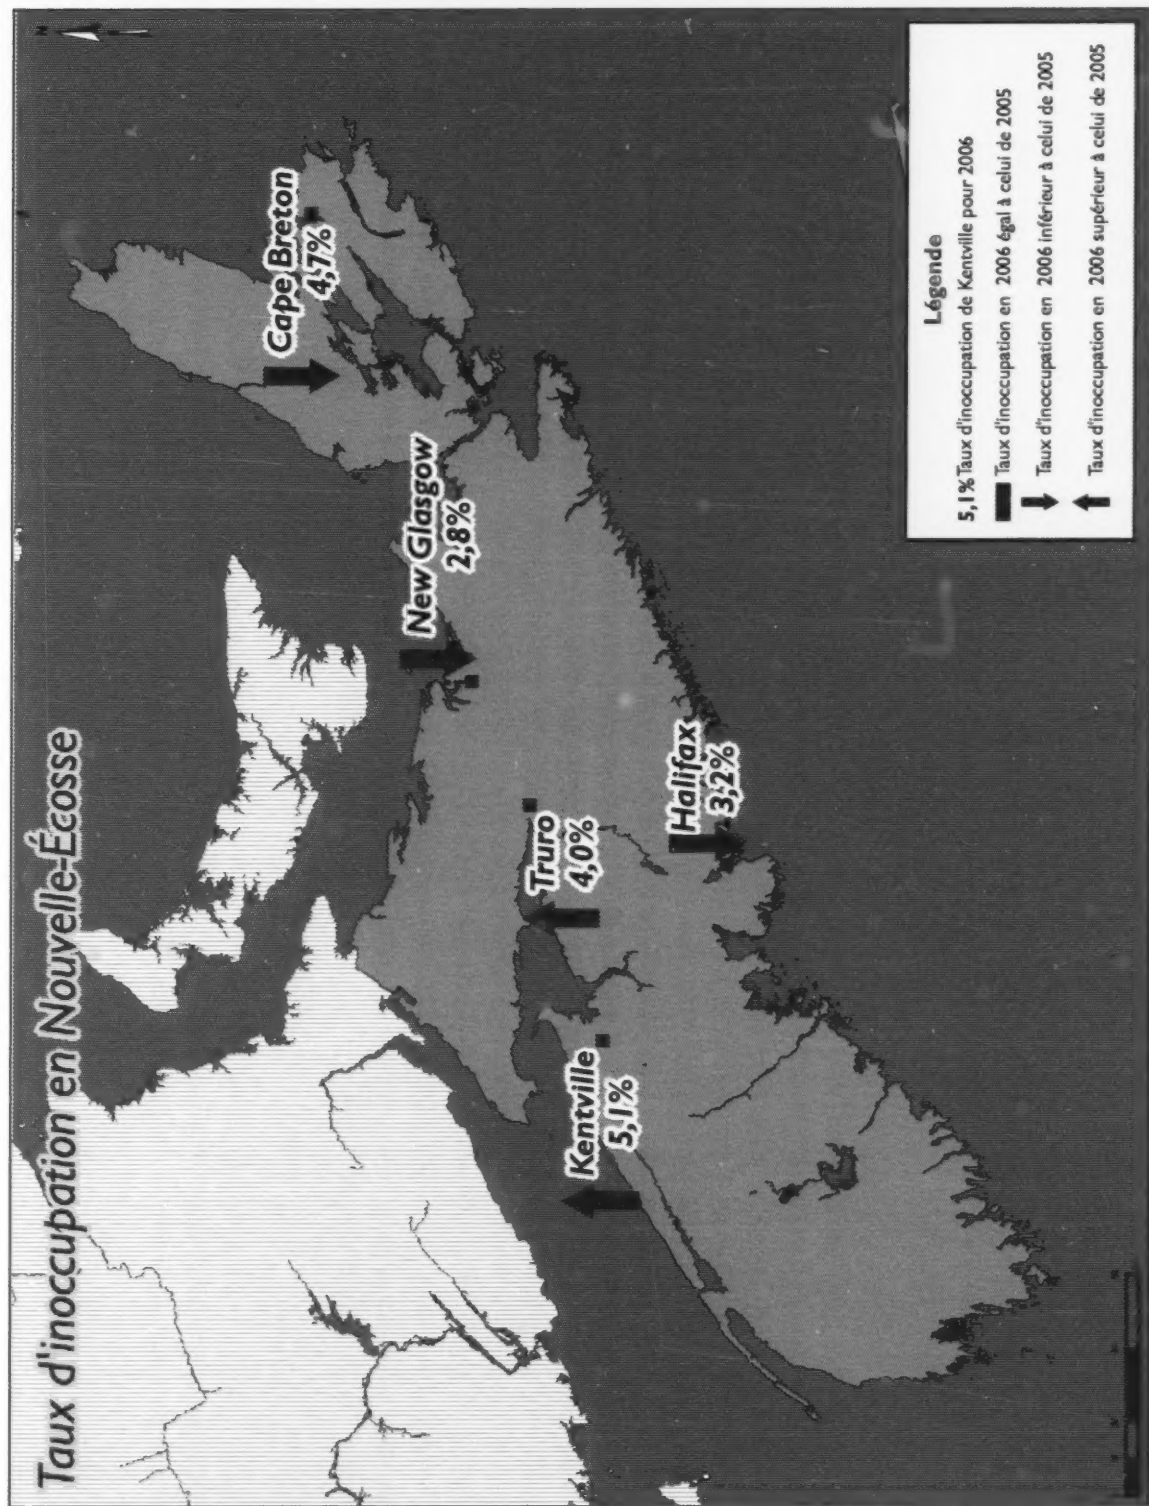 Taux d'inoccupation en Nouvelle-Écosse
N
Cape Breton
4,7%
New Glasgow
2,8%
Truro
4,0%
Kentville
5,1%
Halifax
3,2%
Légende
5,1% Taux d'inoccupation de Kentville pour 2006
Taux d'inoccupation en 2006 égal à celui de 2005
Taux d'inoccupation en 2006 inférieur à celui de 2005
Taux d'inoccupation en 2006 supérieur à celui de 2005